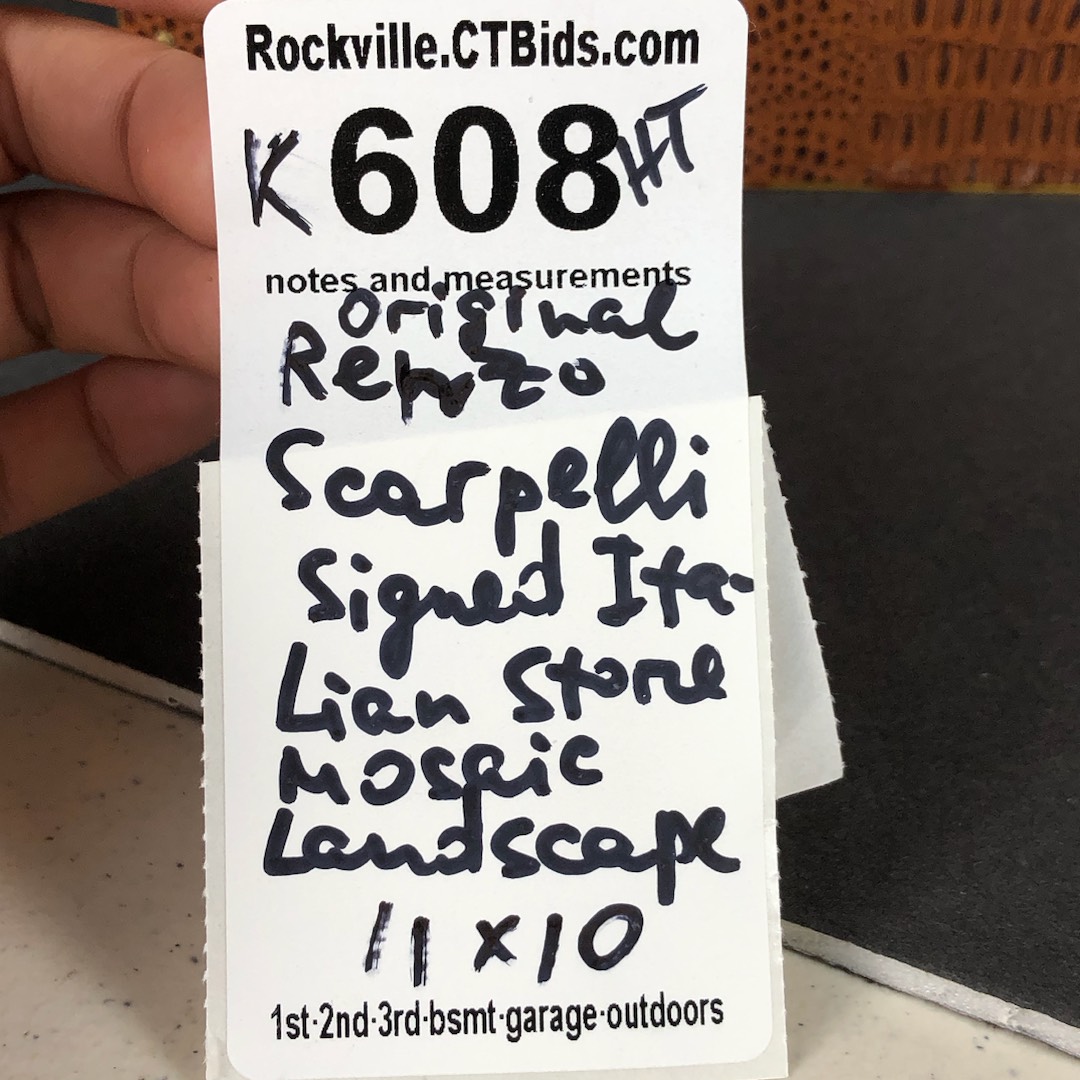 Rockville.CTBids.com
K 608 HT
notes and measurements
original
Renzo
Scarpelli
Signed Ita-
Lian Stone
Mosaic
Landscape
11 x 10
1st·2nd·3rd·bsmt·garage·outdoors